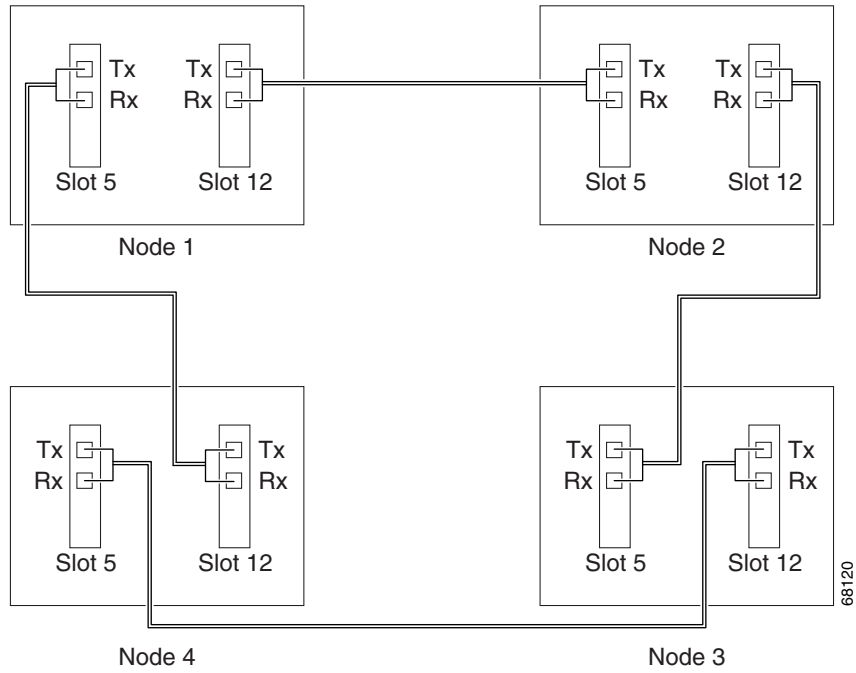 Tx Tx Tx Tx
Rx Rx Rx Rx
Slot 5 Slot 12 Slot 5 Slot 12
Node 1 Node 2
Tx Tx Tx Tx
Rx Rx Rx Rx
Slot 5 Slot 12 Slot 5 Slot 12
68120
Node 4 Node 3